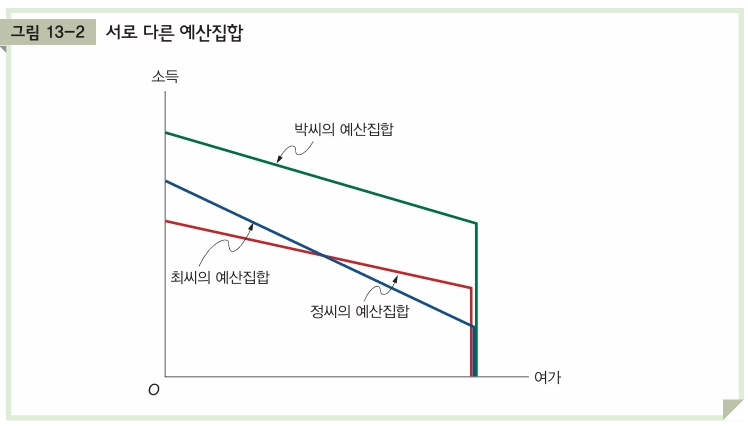 그림 13-2 서로 다른 예산집합
소득
박씨의 예산집합
최씨의 예산집합
정씨의 예산집합
여가
O